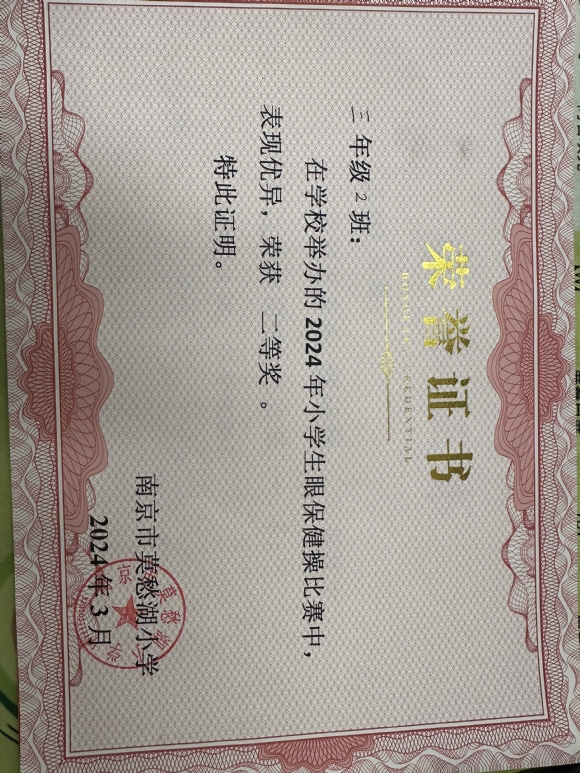 荣誉证书
HONORARY CREDENTIAL
三年级2班：
在学校举办的2024年小学生眼保健操比赛中，
表现优异，荣获 二等奖 。
特此证明。
南京市莫愁湖小学
2024年3月